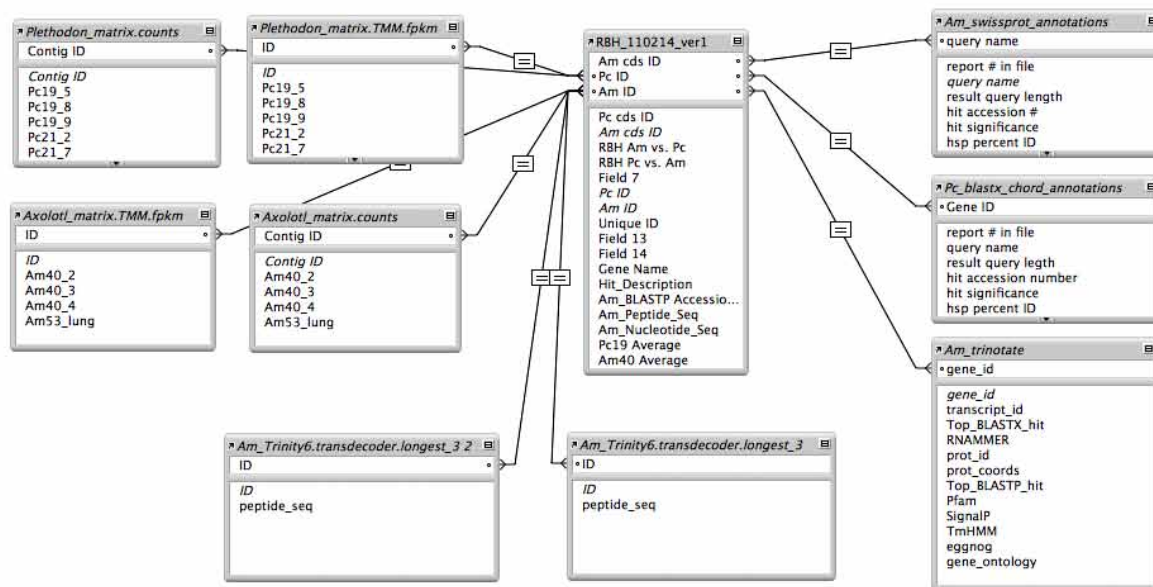 Plethodon_matrix.counts
Contig ID
Contig ID
Pc19_5
Pc19_8
Pc19_9
Pc21_2
Pc21_7
Plethodon_matrix.TMM.fpkm
ID
ID
Pc19_5
Pc19_8
Pc19_9
Pc21_2
Pc21_7
RBH_110214_ver1
Am cds ID
Pc ID
Am ID
Pc cds ID
Am cds ID
RBH Am vs. Pc
RBH Pc vs. Am
Field 7
Pc ID
Am ID
Unique ID
Field 13
Field 14
Gene Name
Hit_Description
Am_BLASTP Accessio...
Am_Peptide_Seq
Am_Nucleotide_Seq
Pc19 Average
Am40 Average
Am_swissprot_annotations
query name
report # in file
query name
result query length
hit accession #
hit significance
hsp percent ID
Pc_blastx_chord_annotations
Gene ID
report # in file
query name
result query legth
hit accession number
hit significance
hsp percent ID
Axolotl_matrix.TMM.fpkm
ID
ID
Am40_2
Am40_3
Am40_4
Am53_lung
Axolotl_matrix.counts
Contig ID
Contig ID
Am40_2
Am40_3
Am40_4
Am53_lung
Am_trinotate
gene_id
gene_id
transcript_id
Top_BLASTX_hit
RNAMMER
prot_id
prot_coords
Top_BLASTP_hit
Pfam
SignalP
TmHMM
eggnog
gene_ontology
Am_Trinity6.transdecoder.longest_3 2
ID
ID
peptide_seq
Am_Trinity6.transdecoder.longest_3
ID
ID
peptide_seq